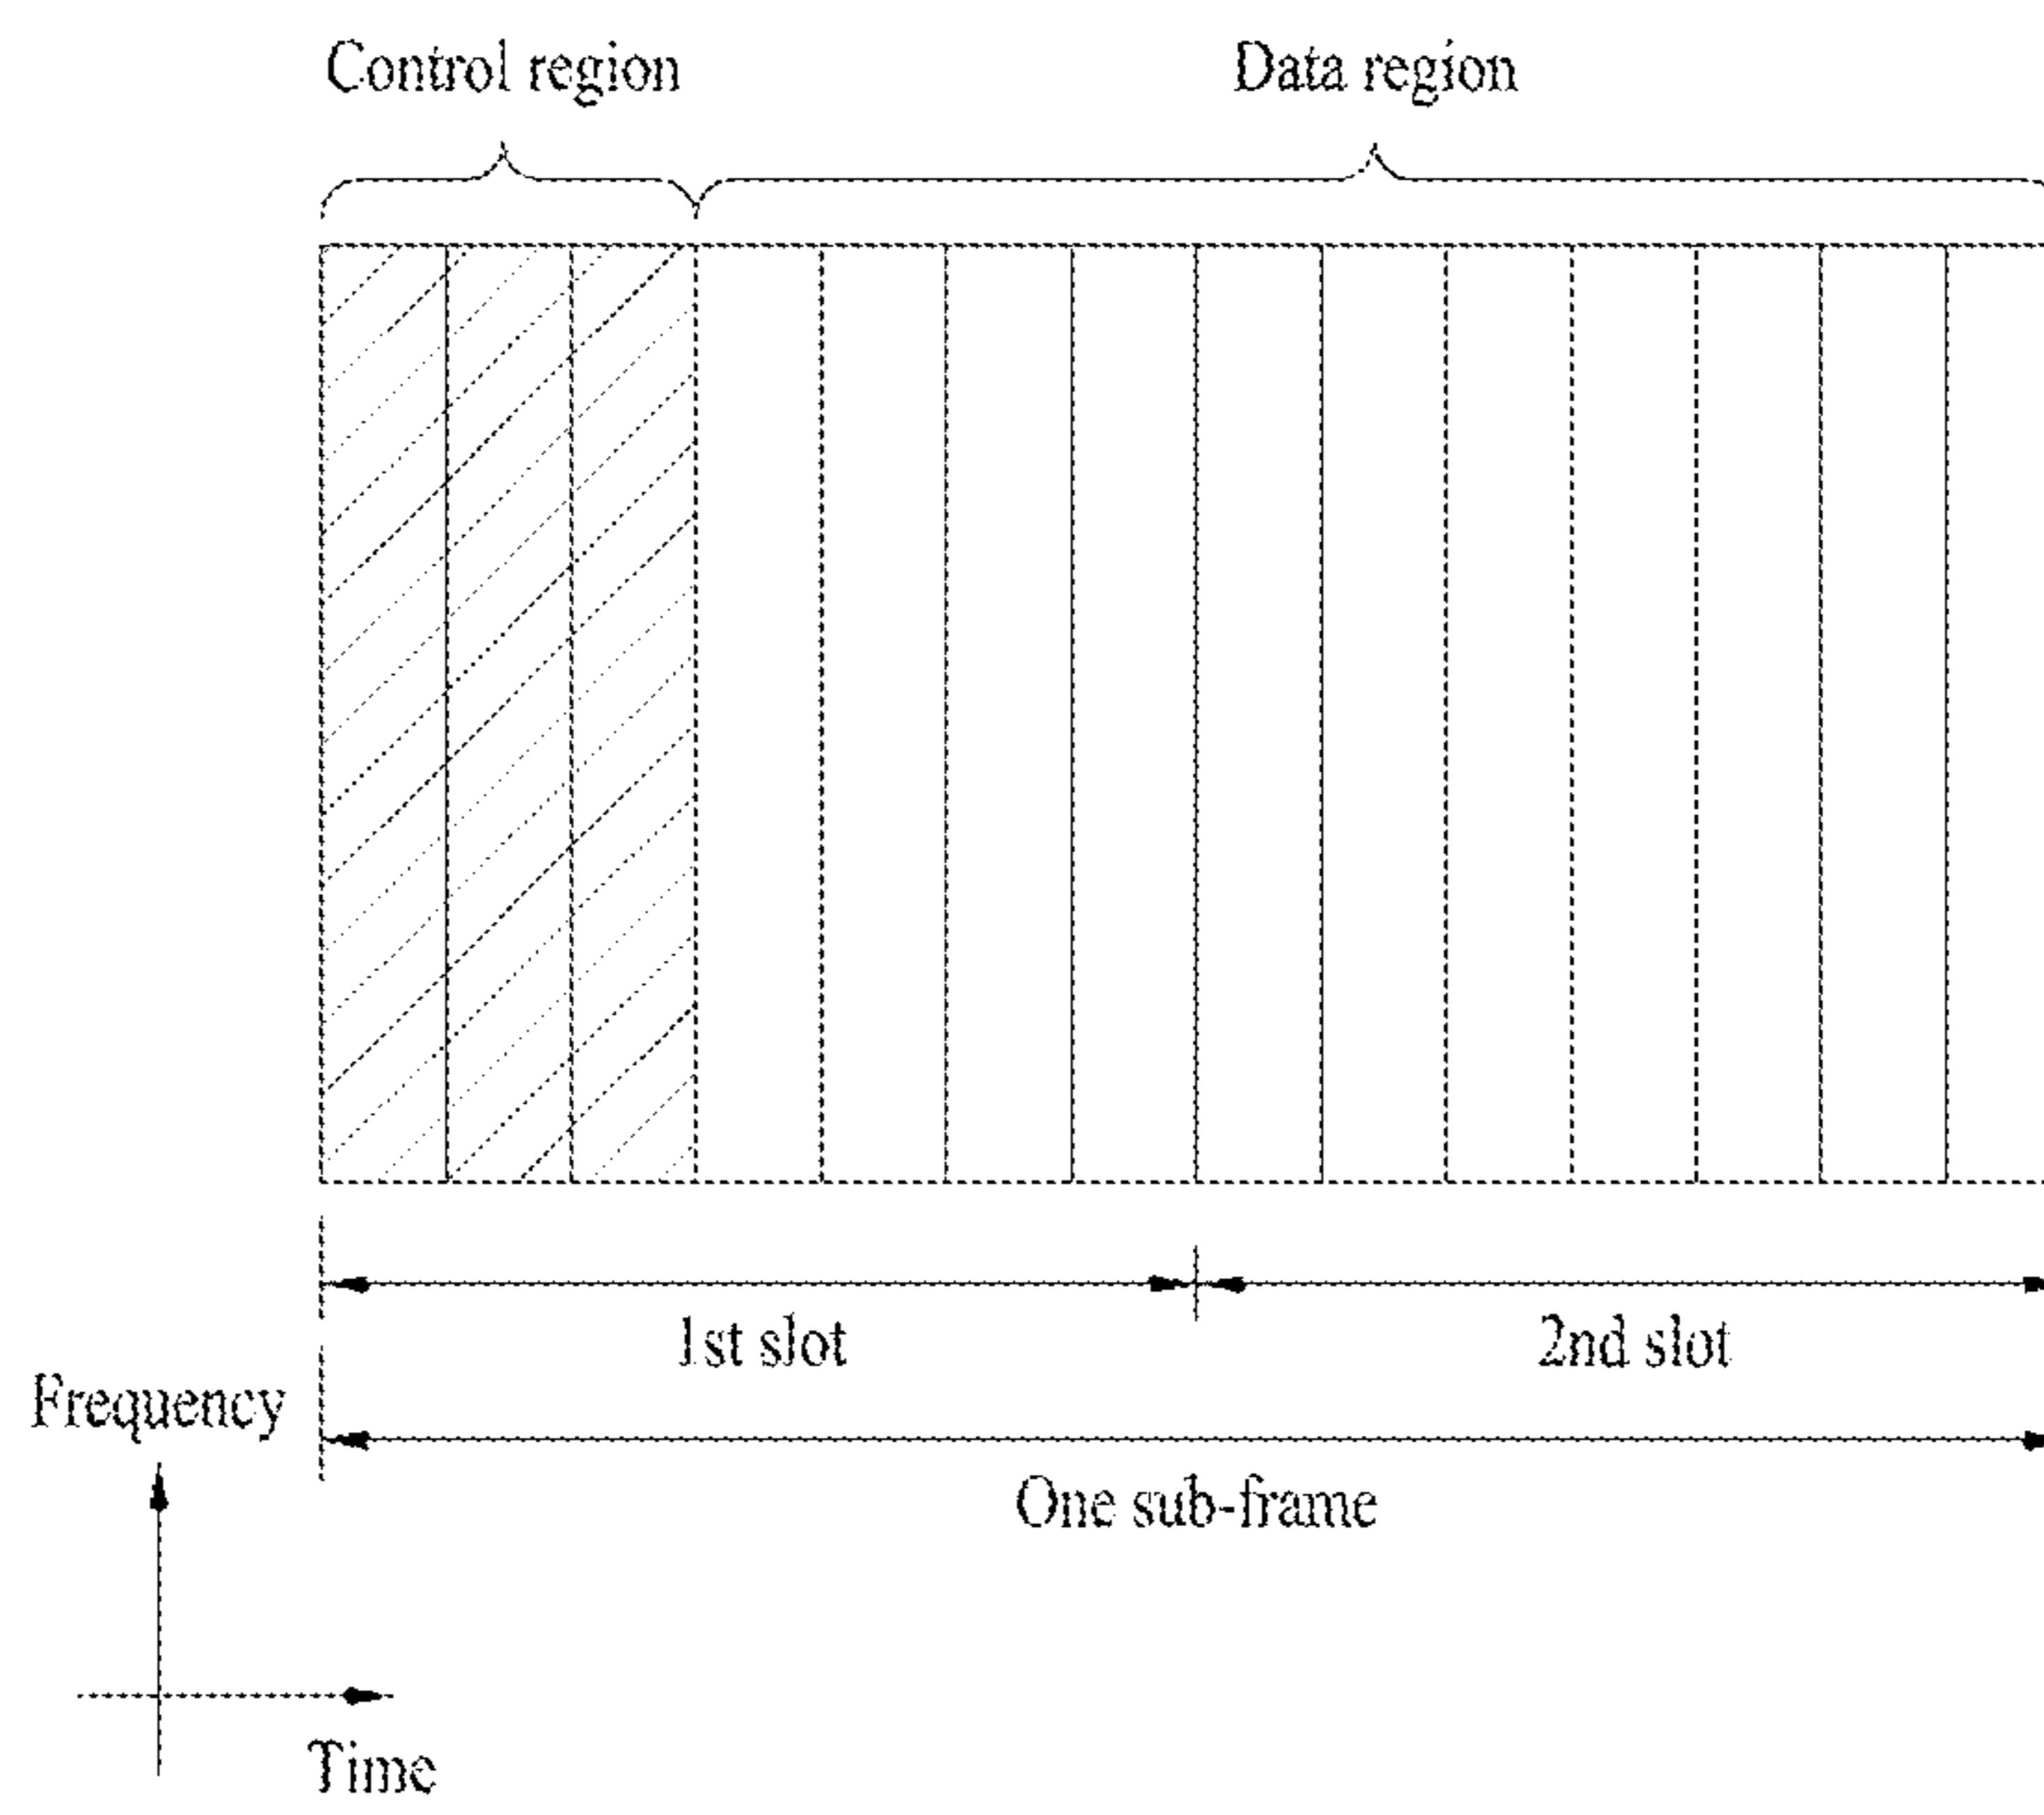 Control region
Data region
1st slot
2nd slot
Frequency
One sub-frame
Time